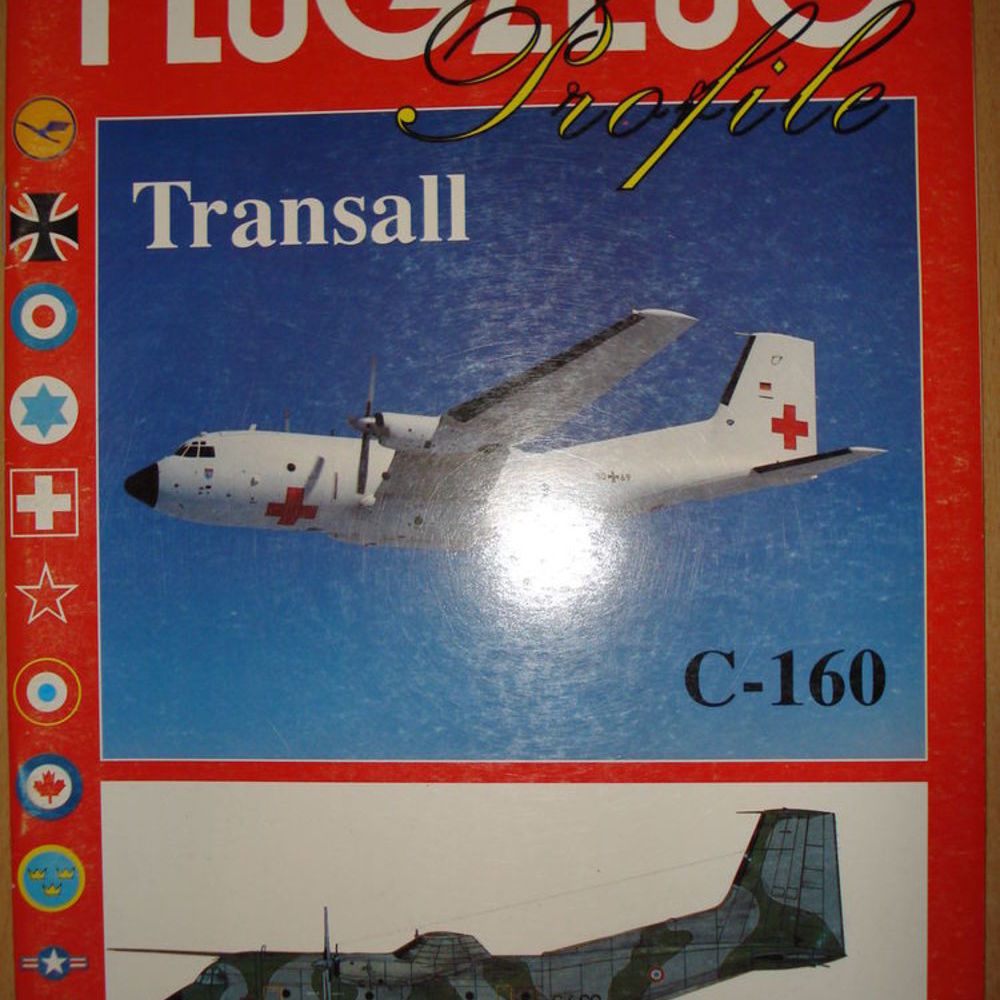 FLUGZEUG
Profile
Transall
C-160